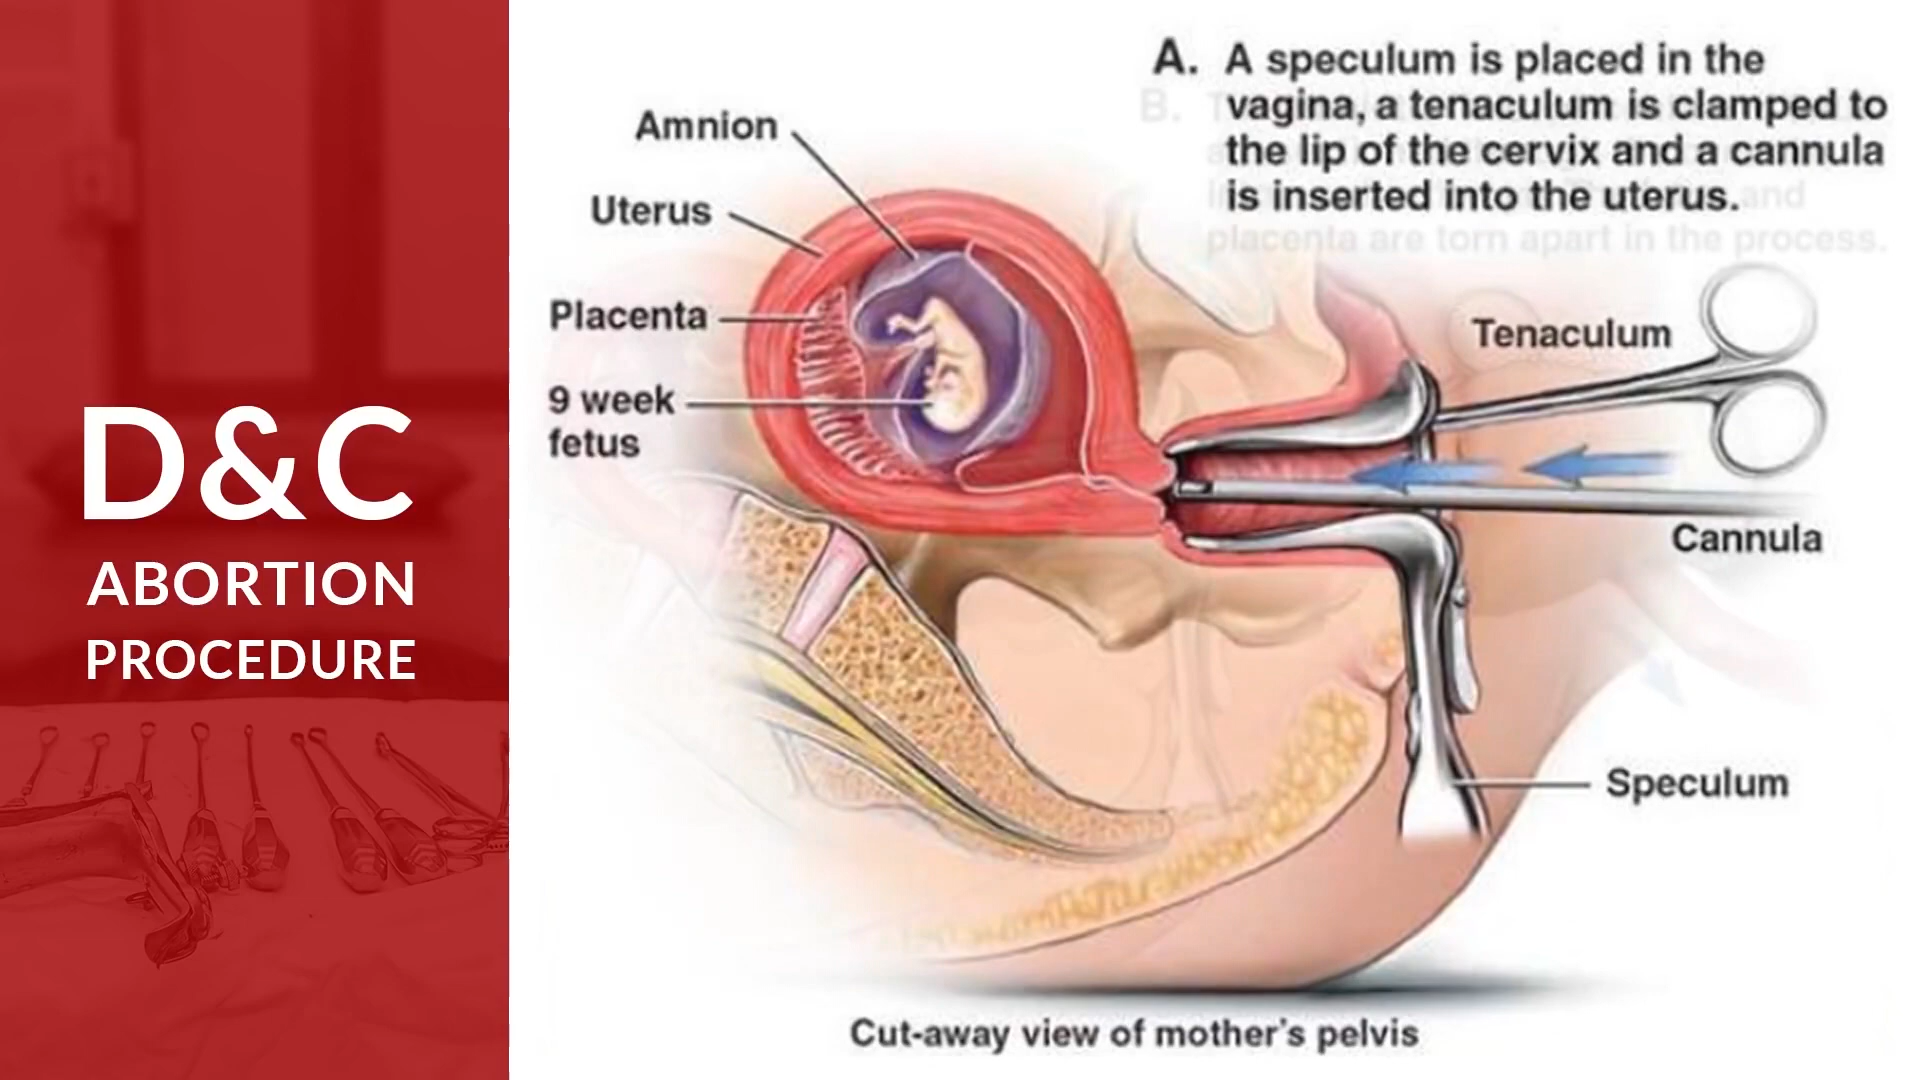 D&C
ABORTION
PROCEDURE
A. A speculum is placed in the
vagina, a tenaculum is clamped to
the lip of the cervix and a cannula
is inserted into the uterus.
B.
and
placenta are torn apart in the process.
Amnion
Uterus
Placenta
9 week
fetus
Tenaculum
Cannula
Speculum
Cut-away view of mother's pelvis